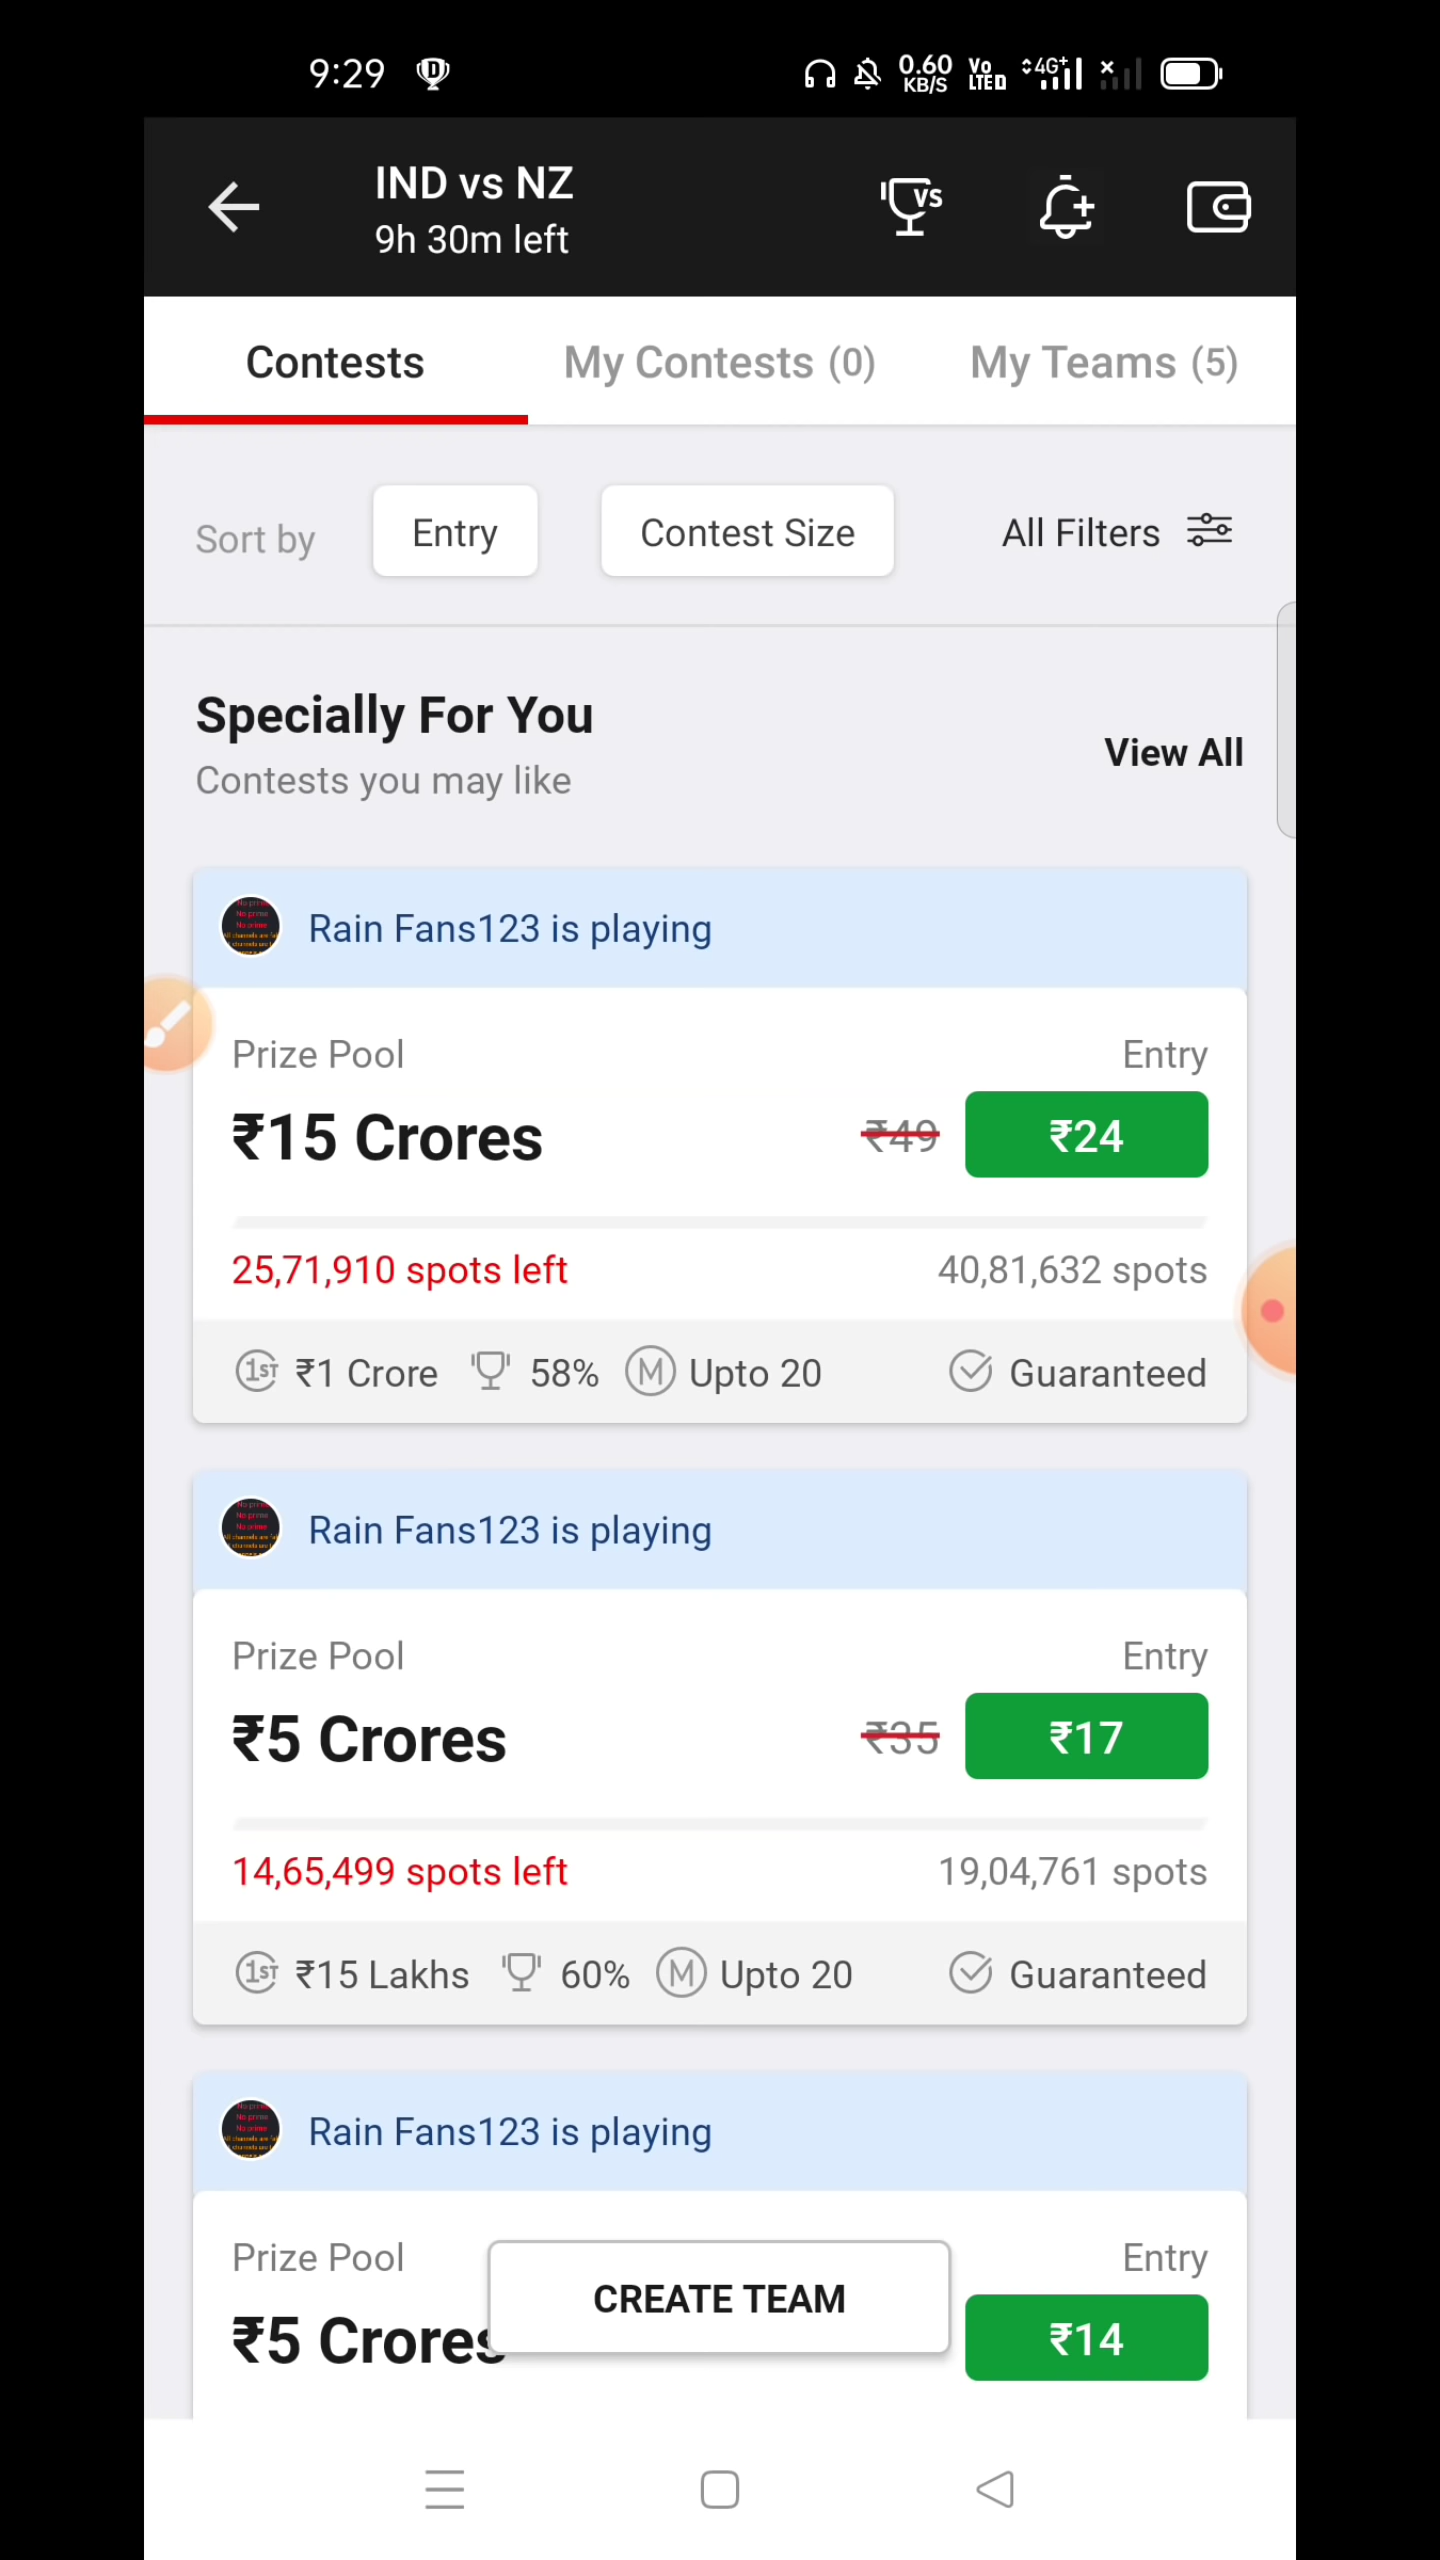 9:29
0.60
KB/S
Vo
LTE
4G+
IND vs NZ
9h 30m left
VS
Contests
My Contests (0)
My Teams (5)
Sort by
Entry
Contest Size
All Filters
Specially For You
Contests you may like
View All
Rain Fans123 is playing
Prize Pool
Entry
₹15 Crores
₹49
₹24
25,71,910 spots left
40,81,632 spots
1ST ₹1 Crore 58% M Upto 20 Guaranteed
Rain Fans123 is playing
Prize Pool
Entry
₹5 Crores
₹35
₹17
14,65,499 spots left
19,04,761 spots
1ST ₹15 Lakhs 60% M Upto 20 Guaranteed
Rain Fans123 is playing
Prize Pool
Entry
₹5 Crores
CREATE TEAM
₹14